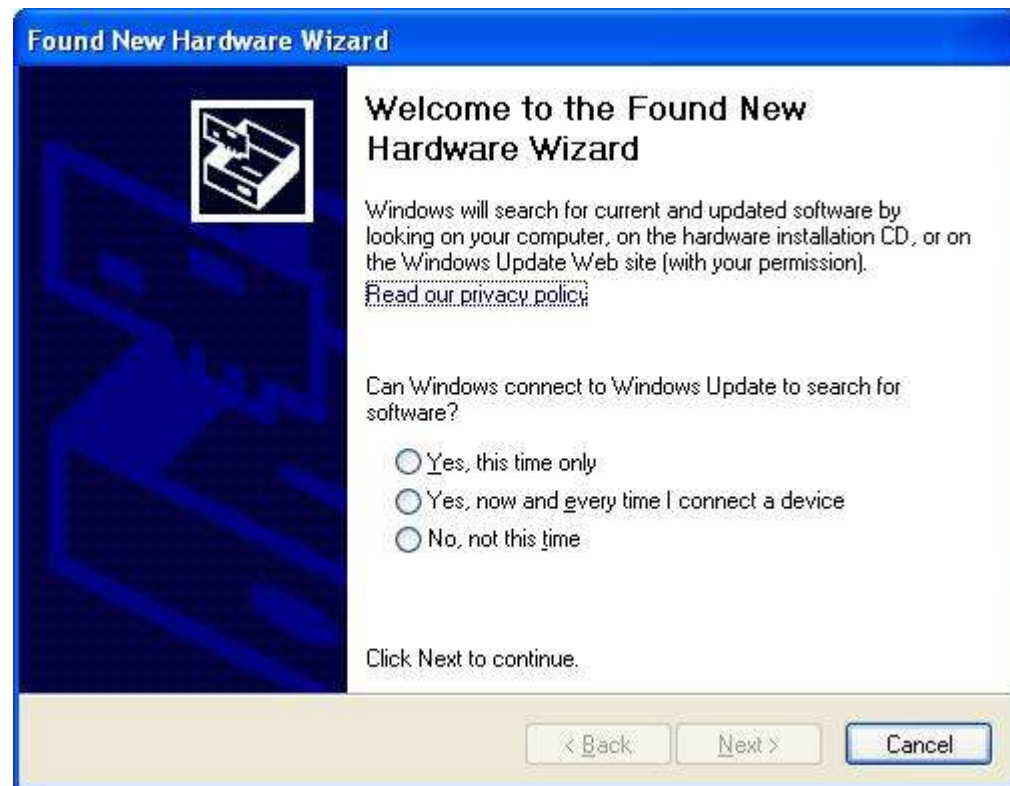 Found New Hardware Wizard
Welcome to the Found New
Hardware Wizard
Windows will search for current and updated software by
looking on your computer, on the hardware installation CD, or on
the Windows Update Web site (with your permission).
Read our privacy policy
Can Windows connect to Windows Update to search for
software?
Yes, this time only
Yes, now and every time I connect a device
No, not this time
Click Next to continue.
< Back
Next >
Cancel